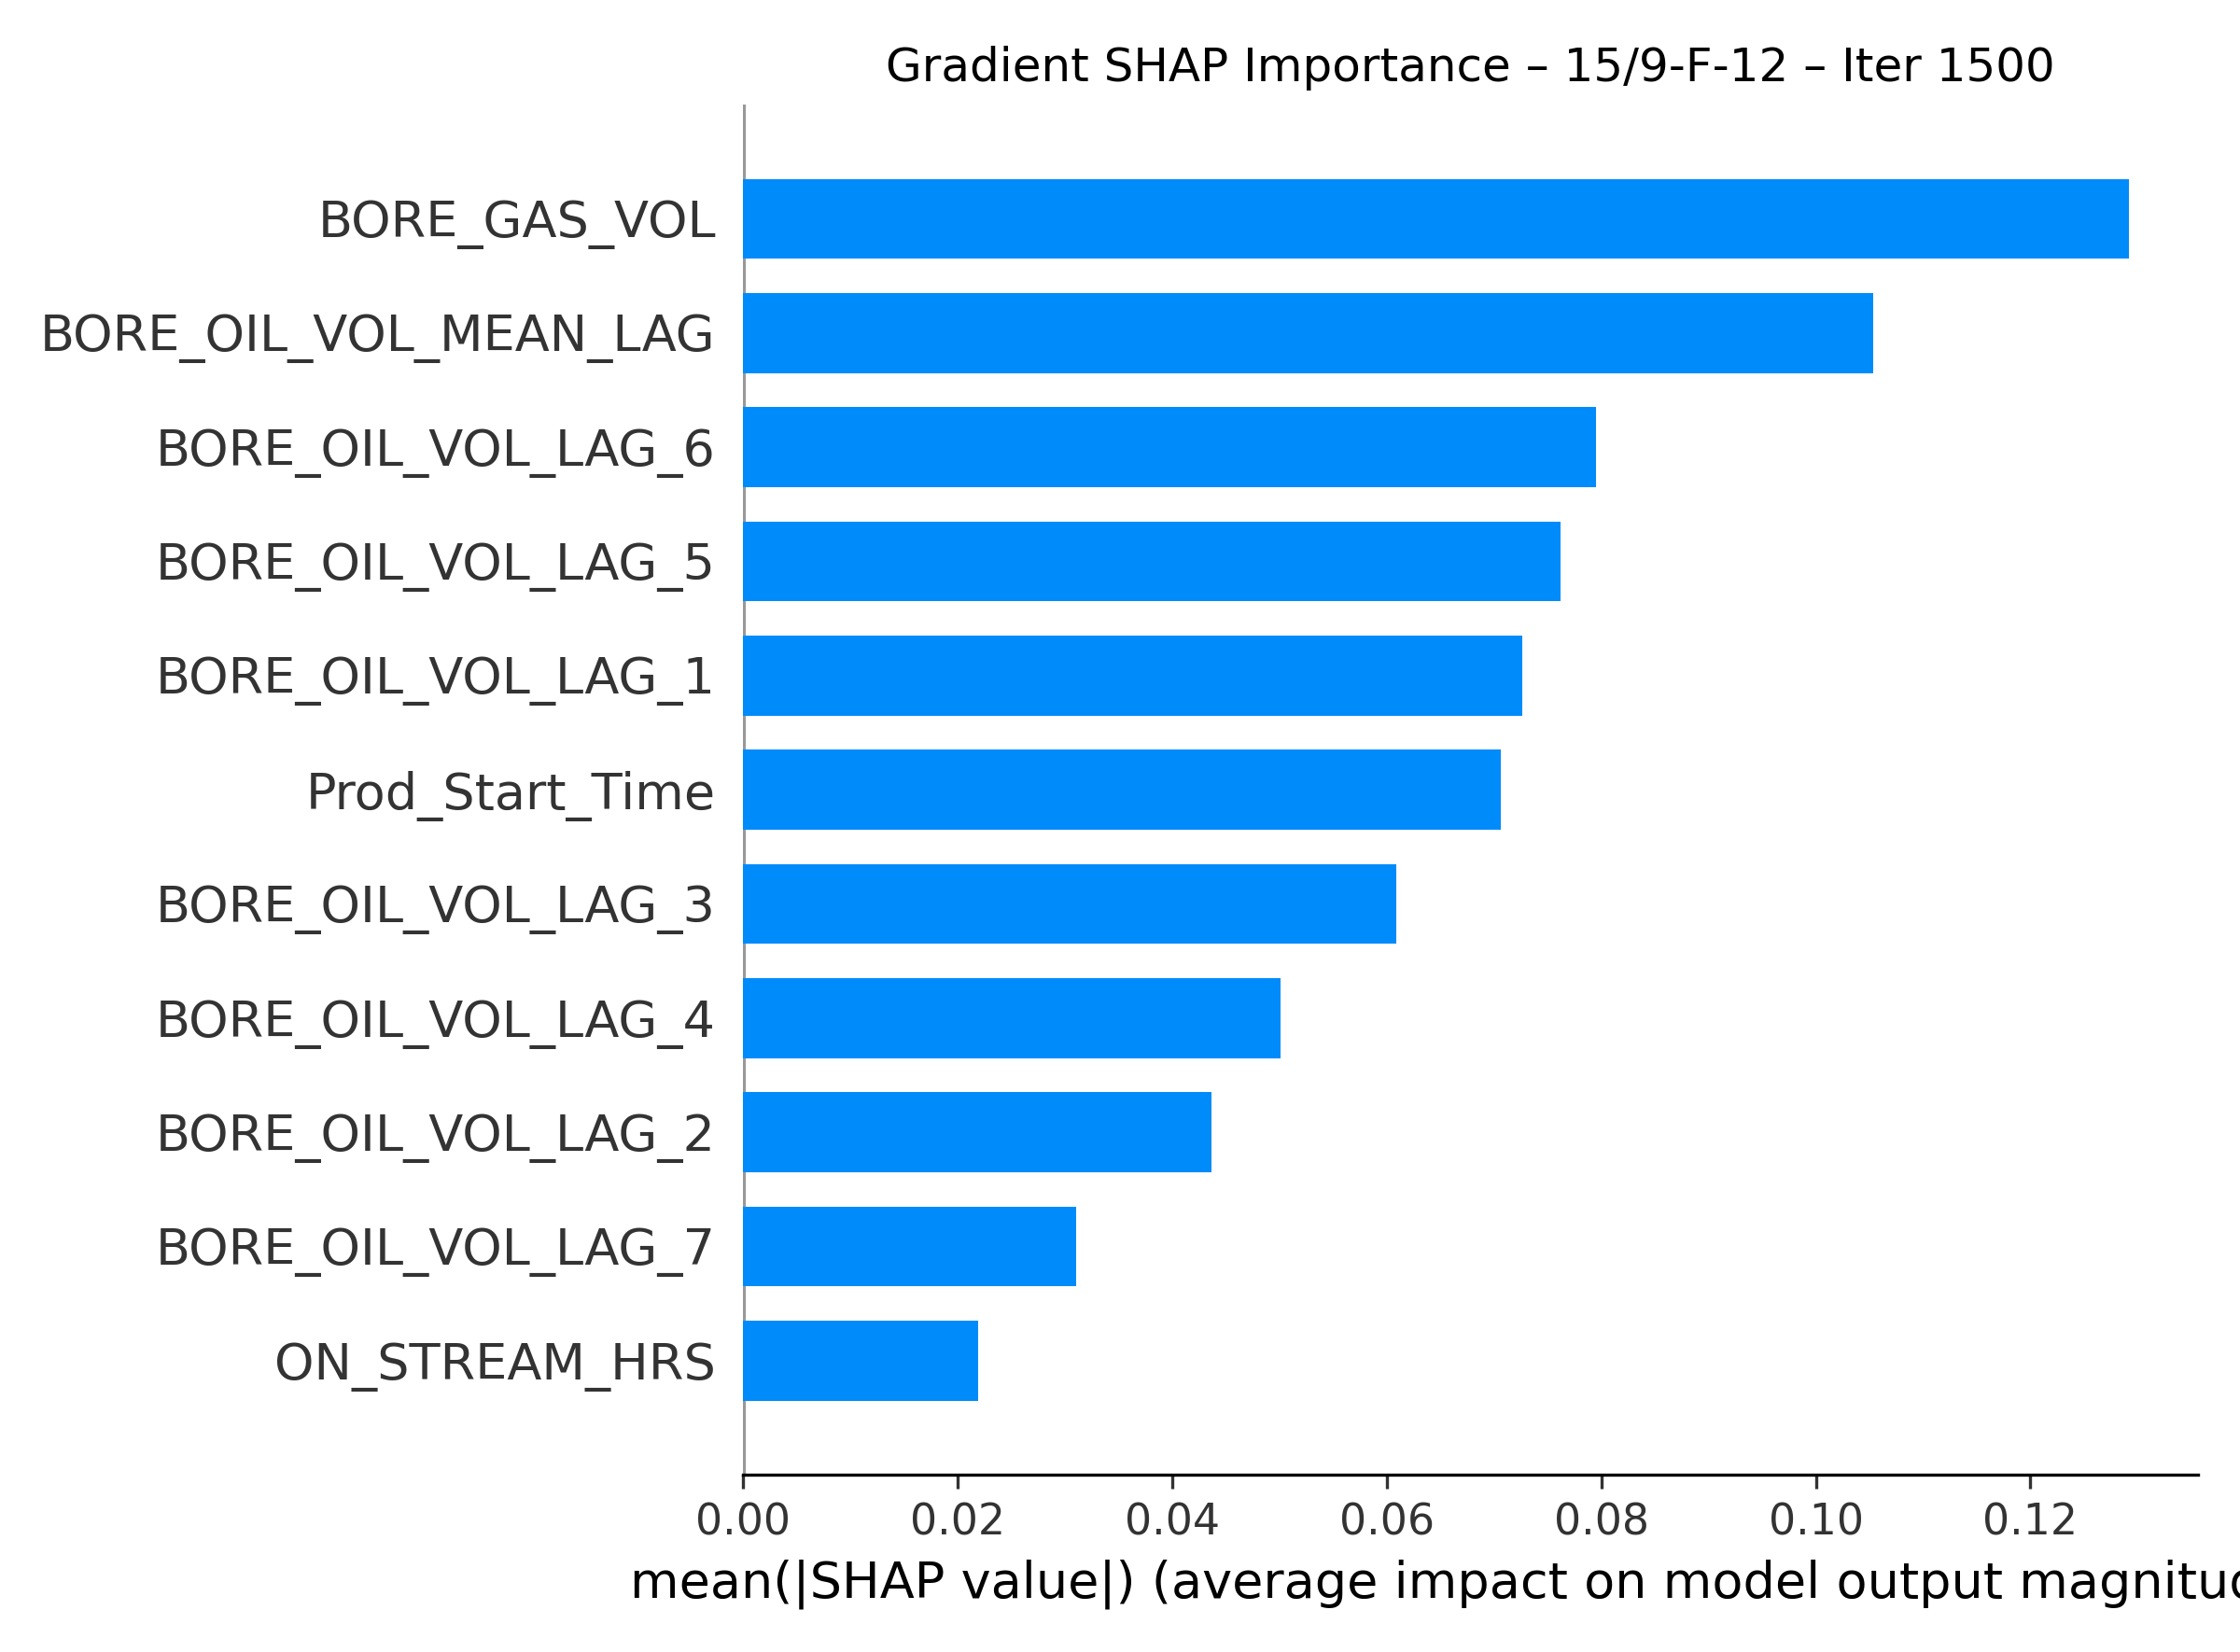 Gradient SHAP Importance – 15/9-F-12 – Iter 1500
BORE_GAS_VOL
BORE_OIL_VOL_MEAN_LAG
BORE_OIL_VOL_LAG_6
BORE_OIL_VOL_LAG_5
BORE_OIL_VOL_LAG_1
Prod_Start_Time
BORE_OIL_VOL_LAG_3
BORE_OIL_VOL_LAG_4
BORE_OIL_VOL_LAG_2
BORE_OIL_VOL_LAG_7
ON_STREAM_HRS
0.00 0.02 0.04 0.06 0.08 0.10 0.12
mean(|SHAP value|) (average impact on model output